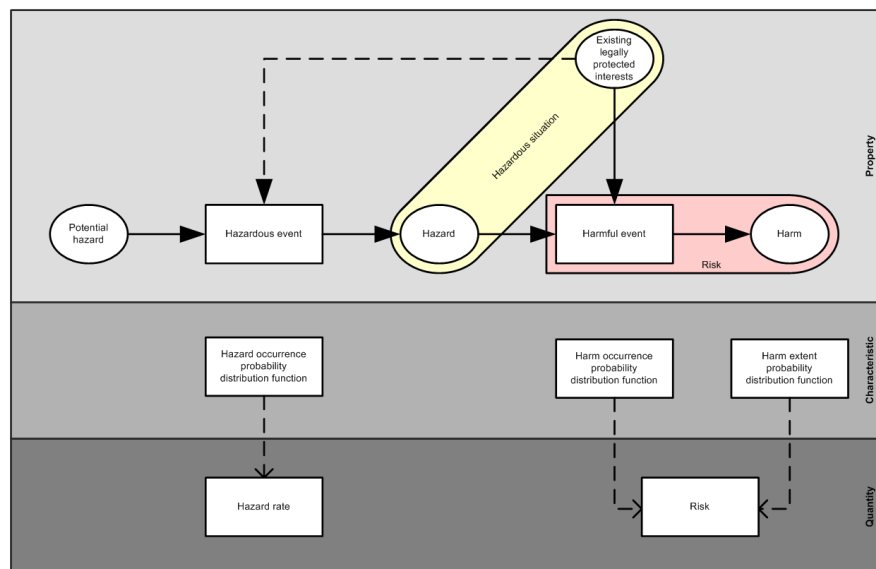 Existing
legally
protected
interests
Hazardous situation
Property
Potential
hazard
Hazardous event
Hazard
Harmful event
Harm
Risk
Hazard occurrence
probability
distribution function
Harm occurrence
probability
distribution function
Harm extent
probability
distribution function
Characteristic
Hazard rate
Risk
Quantity